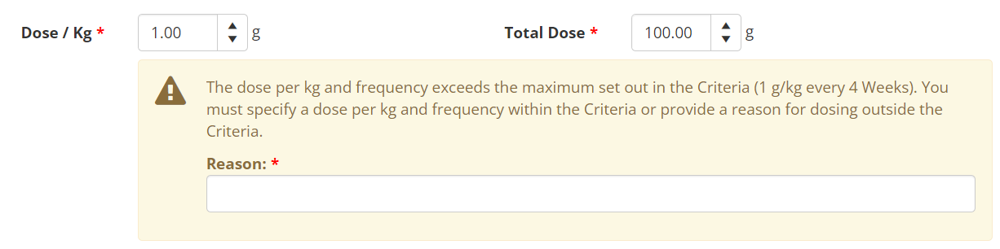 Dose / Kg * 1.00 g Total Dose * 100.00 g
The dose per kg and frequency exceeds the maximum set out in the Criteria (1 g/kg every 4 Weeks). You
must specify a dose per kg and frequency within the Criteria or provide a reason for dosing outside the
Criteria.
Reason: *